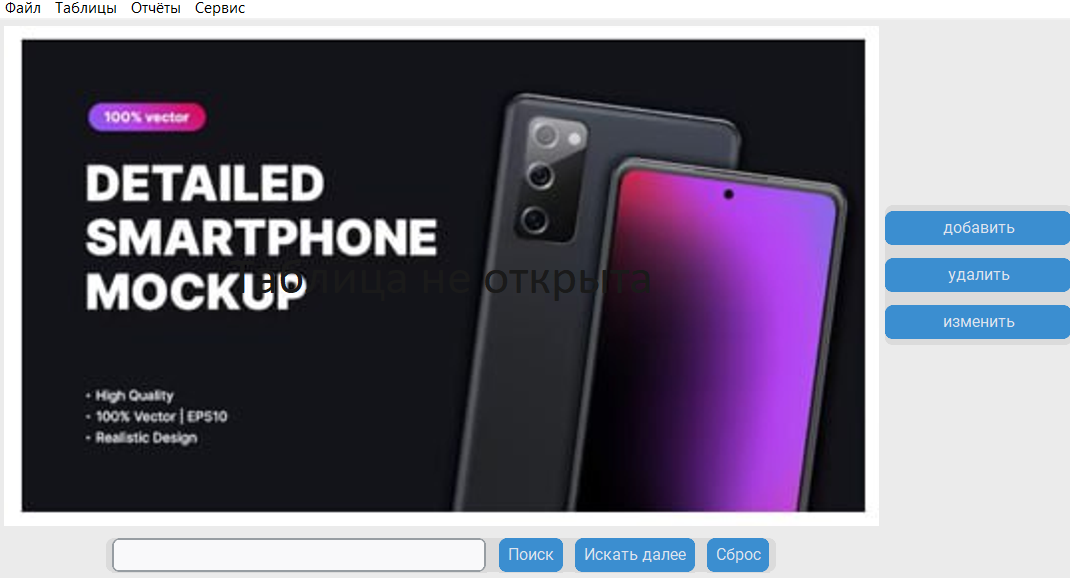 Файл Таблицы Отчёты Сервис
100% vector
DETAILED
SMARTPHONE
MOCKUP
Таблица не открыта
• High Quality
• 100% Vector | EPS10
• Realistic Design
добавить
удалить
изменить
Поиск Искать далее Сброс